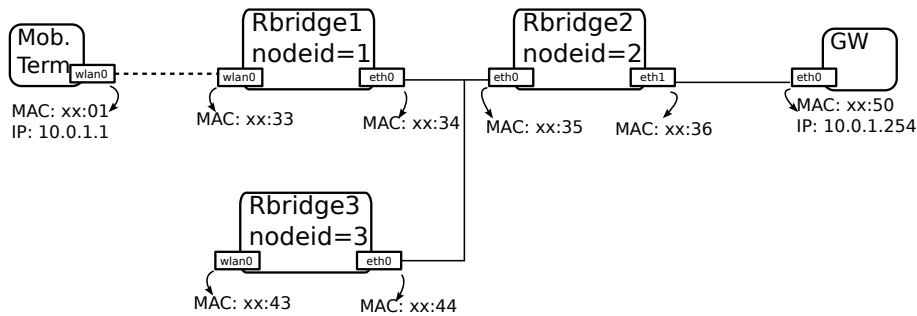 Mob.
Term
wlan0
MAC: xx:01
IP: 10.0.1.1
Rbridge1
nodeid=1
wlan0
eth0
MAC: xx:33
MAC: xx:34
Rbridge2
nodeid=2
eth0
eth1
MAC: xx:35
MAC: xx:36
GW
eth0
MAC: xx:50
IP: 10.0.1.254
Rbridge3
nodeid=3
wlan0
eth0
MAC: xx:43
MAC: xx:44